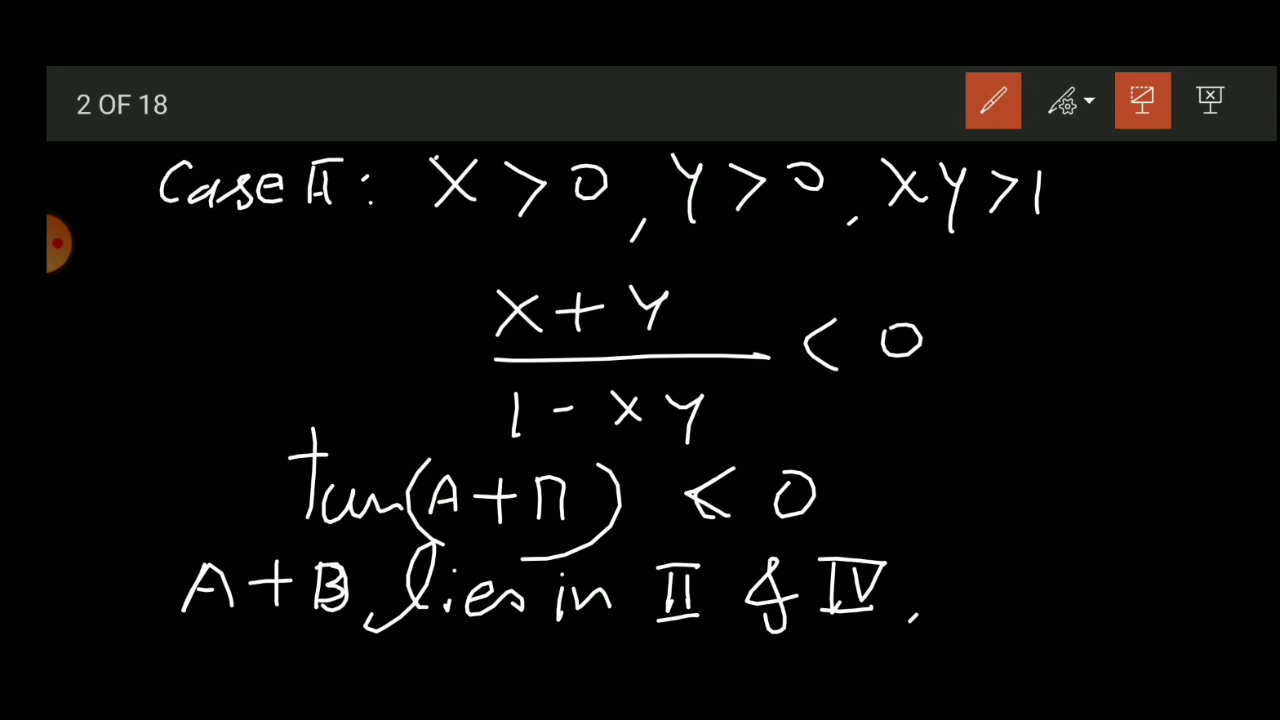 2 OF 18
Case II: X > 0, Y > 0, XY > 1
X + Y
1 - XY < 0
tan(A + Π) < 0
A + B lies in II & IV.